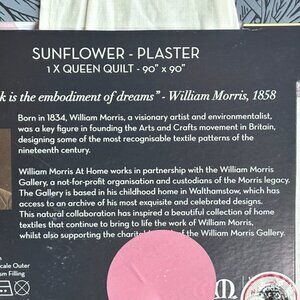 SUNFLOWER - PLASTER
1 X QUEEN QUILT - 90" x 90"
k is the embodiment of dreams” - William Morris, 1858
Born in 1834, William Morris, a visionary artist and environmentalist,
was a key figure in founding the Arts and Crafts movement in Britain,
designing some of the most recognisable textile patterns of the
nineteenth century.
William Morris At Home works in partnership with the William Morris
Gallery, a not-for-profit organisation and custodians of the Morris legacy.
The Gallery is based in his childhood home in Walthamstow, which has
access to an archive of his most exquisite and celebrated designs.
This natural collaboration has inspired a beautiful collection of home
textiles that continue to bring to life the work of William Morris,
whilst also supporting the of the William Morris Gallery.
cale Outer
sm Filling